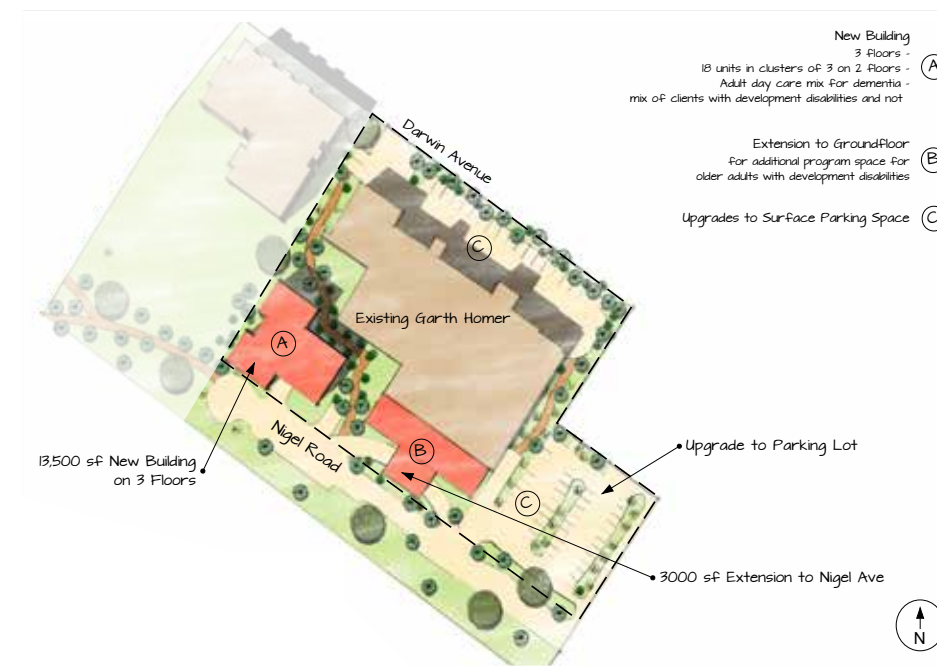 New Building
3 floors -
18 units in clusters of 3 on 2 floors -
Adult day care mix for dementia -
mix of clients with development disabilities and not
A
Extension to Groundfloor
for additional program space for
older adults with development disabilities
B
Upgrades to Surface Parking Space
C
Darwin Avenue
C
Existing Garth Homer
A
Nigel Road
B
13,500 sf New Building
on 3 Floors
Upgrade to Parking Lot
C
3000 sf Extension to Nigel Ave
N